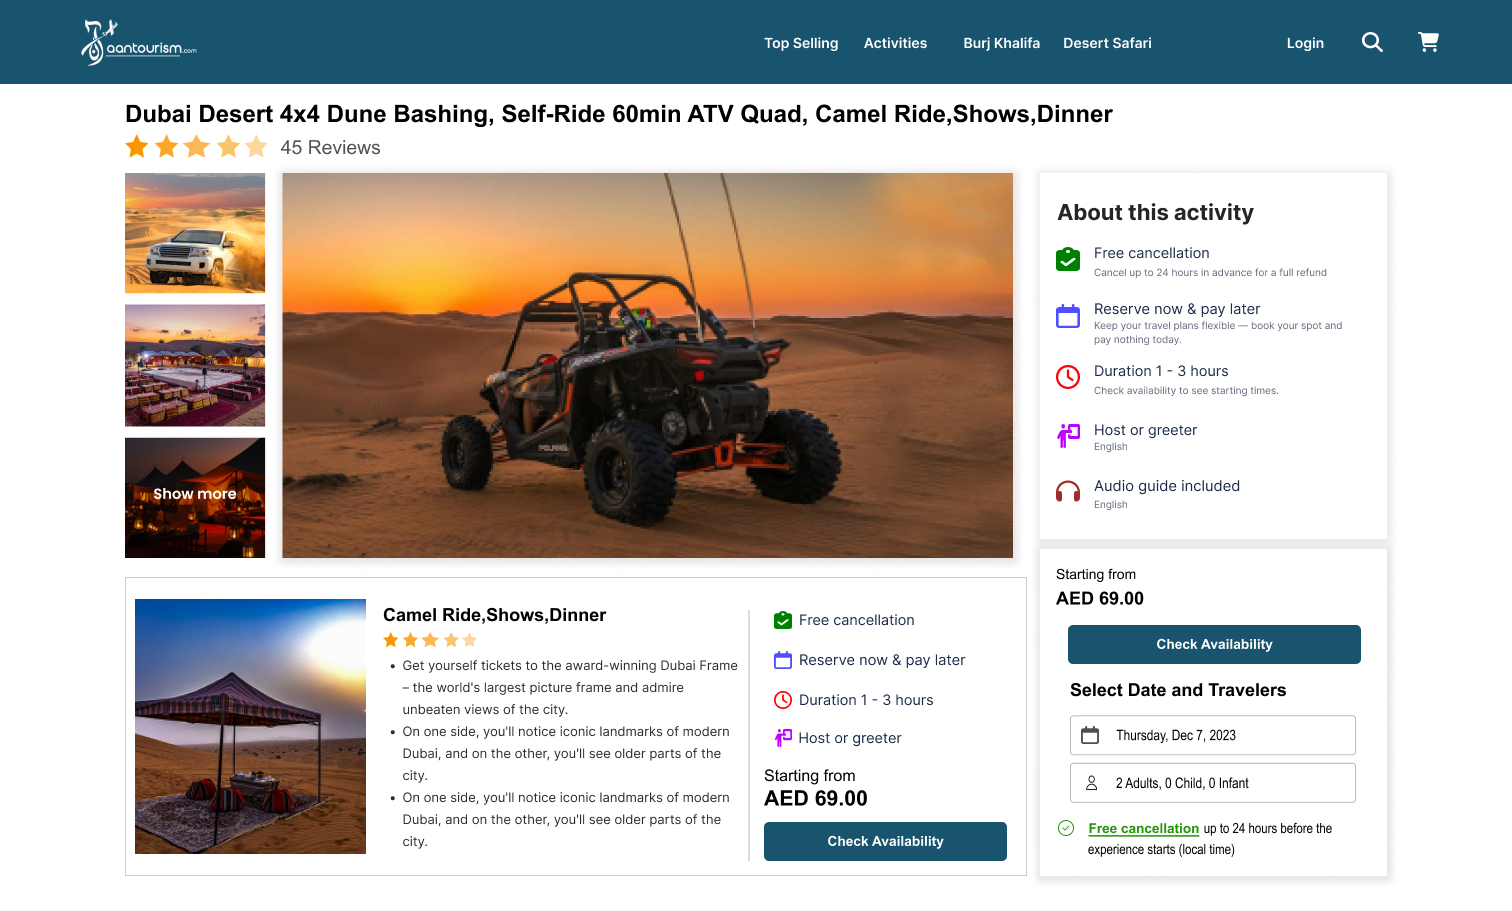 aantourism.com
Top Selling
Activities
Burj Khalifa
Desert Safari
Login
Dubai Desert 4x4 Dune Bashing, Self-Ride 60min ATV Quad, Camel Ride,Shows,Dinner
45 Reviews
Show more
POLARIS
About this activity
Free cancellation
Cancel up to 24 hours in advance for a full refund
Reserve now & pay later
Keep your travel plans flexible — book your spot and
pay nothing today.
Duration 1 - 3 hours
Check availability to see starting times.
Host or greeter
English
Audio guide included
English
Camel Ride,Shows,Dinner
• Get yourself tickets to the award-winning Dubai Frame
– the world's largest picture frame and admire
unbeaten views of the city.
• On one side, you'll notice iconic landmarks of modern
Dubai, and on the other, you'll see older parts of the
city.
• On one side, you'll notice iconic landmarks of modern
Dubai, and on the other, you'll see older parts of the
city.
Free cancellation
Reserve now & pay later
Duration 1 - 3 hours
Host or greeter
Starting from
AED 69.00
Check Availability
Starting from
AED 69.00
Check Availability
Select Date and Travelers
Thursday, Dec 7, 2023
2 Adults, 0 Child, 0 Infant
Free cancellation up to 24 hours before the
experience starts (local time)